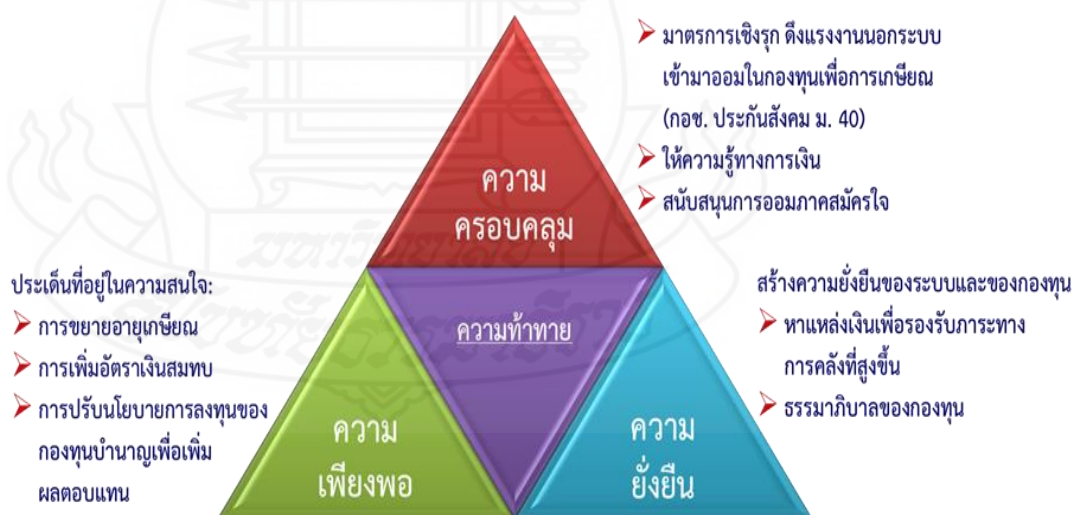 ➢ มาตรการเชิงรุก ดึงแรงงานนอกระบบ
เข้ามาออมในกองทุนเพื่อการเกษียณ
(กอช. ประกันสังคม ม. 40)
➢ ให้ความรู้ทางการเงิน
➢ สนับสนุนการออมภาคสมัครใจ
ความ
ครอบคลุม
ประเด็นที่อยู่ในความสนใจ:
➢ การขยายอายุเกษียณ
➢ การเพิ่มอัตราเงินสมทบ
➢ การปรับนโยบายการลงทุนของ
กองทุนบำนาญเพื่อเพิ่ม
ผลตอบแทน
ความท้าทาย
สร้างความยั่งยืนของระบบและของกองทุน
➢ หาแหล่งเงินเพื่อรองรับภาระทาง
การคลังที่สูงขึ้น
➢ ธรรมาภิบาลของกองทุน
ความ
เพียงพอ
ความ
ยั่งยืน